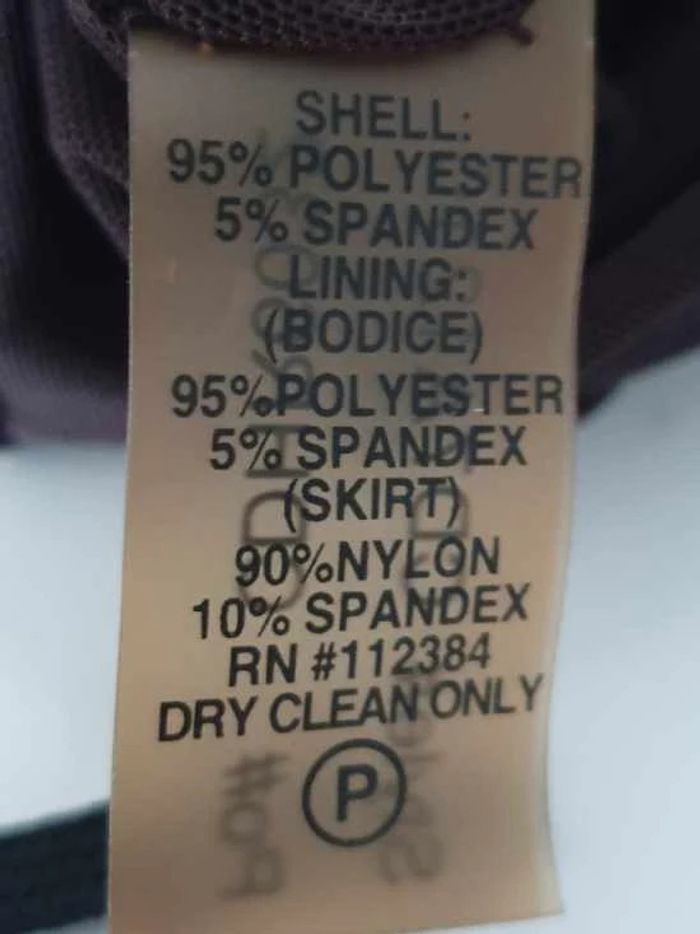 SHELL:
95% POLYESTER
5% SPANDEX
LINING:
(BODICE)
95%POLYESTER
5% SPANDEX
(SKIRT)
90%NYLON
10% SPANDEX
RN #112384
DRY CLEAN ONLY
P